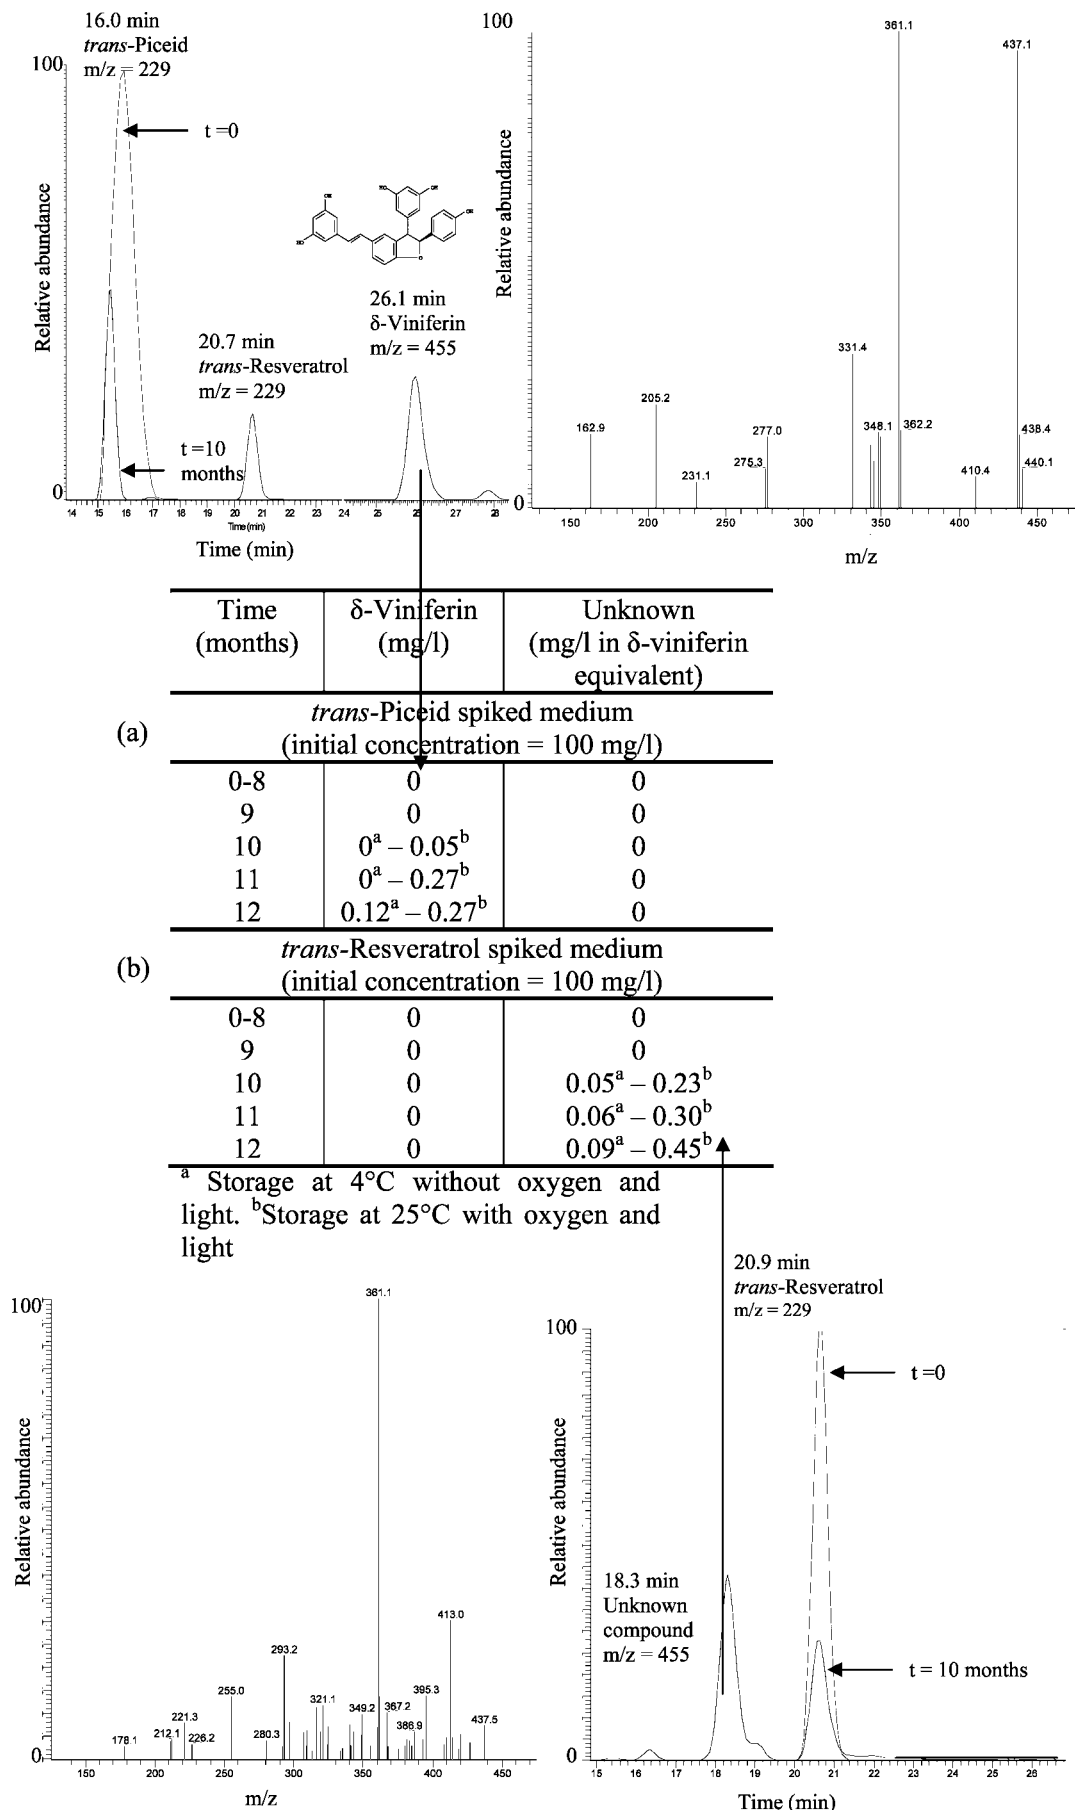 16.0 min
trans-Piceid
m/z = 229
100
t =0
Relative abundance
20.7 min
trans-Resveratrol
m/z = 229
26.1 min
δ-Viniferin
m/z = 455
OH
HO
HO
OH
OH
O
t =10
months
0
14 15 16 17 19 20 21 22 23 24 25 26 27 28
Time (min)
Time (min)
100
Relative abundance
361.1
437.1
331.4
205.2
162.9
277.0
348.1
362.2
438.4
275.3
440.1
231.1
410.4
0
150 200 250 300 350 400 450
m/z
Time (months)
δ-Viniferin (mg/l)
Unknown (mg/l in δ-viniferin equivalent)
(a)
trans-Piceid spiked medium
(initial concentration = 100 mg/l)
0-8 0 0
9 0 0
10 0ᵃ – 0.05ᵇ 0
11 0ᵃ – 0.27ᵇ 0
12 0.12ᵃ – 0.27ᵇ 0
(b)
trans-Resveratrol spiked medium
(initial concentration = 100 mg/l)
0-8 0 0
9 0 0
10 0 0.05ᵃ – 0.23ᵇ
11 0 0.06ᵃ – 0.30ᵇ
12 0 0.09ᵃ – 0.45ᵇ
ᵃ Storage at 4°C without oxygen and
light. ᵇStorage at 25°C with oxygen and
light
100
Relative abundance
361.1
413.0
293.2
255.0
321.1
395.3
349.2
367.2
221.3
437.5
386.9
212.1
226.2
280.3
178.1
0
150 200 250 300 350 400 450
m/z
20.9 min
trans-Resveratrol
m/z = 229
100
t =0
Relative abundance
18.3 min
Unknown
compound
m/z = 455
t = 10 months
0
15 16 17 18 19 20 21 22 24 26
Time (min)